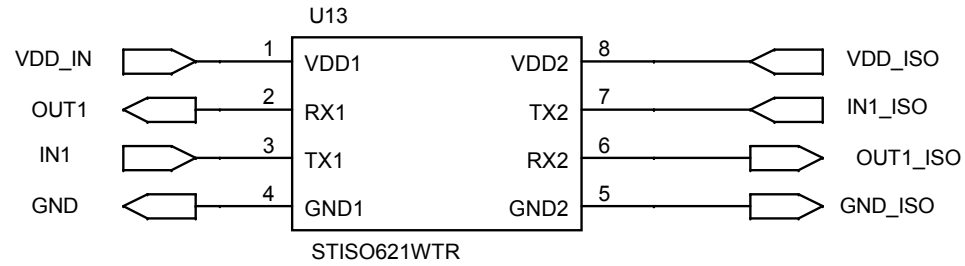 U13
VDD_IN 1 VDD1 VDD2 8 VDD_ISO
OUT1 2 RX1 TX2 7 IN1_ISO
IN1 3 TX1 RX2 6 OUT1_ISO
GND 4 GND1 GND2 5 GND_ISO
STISO621WTR